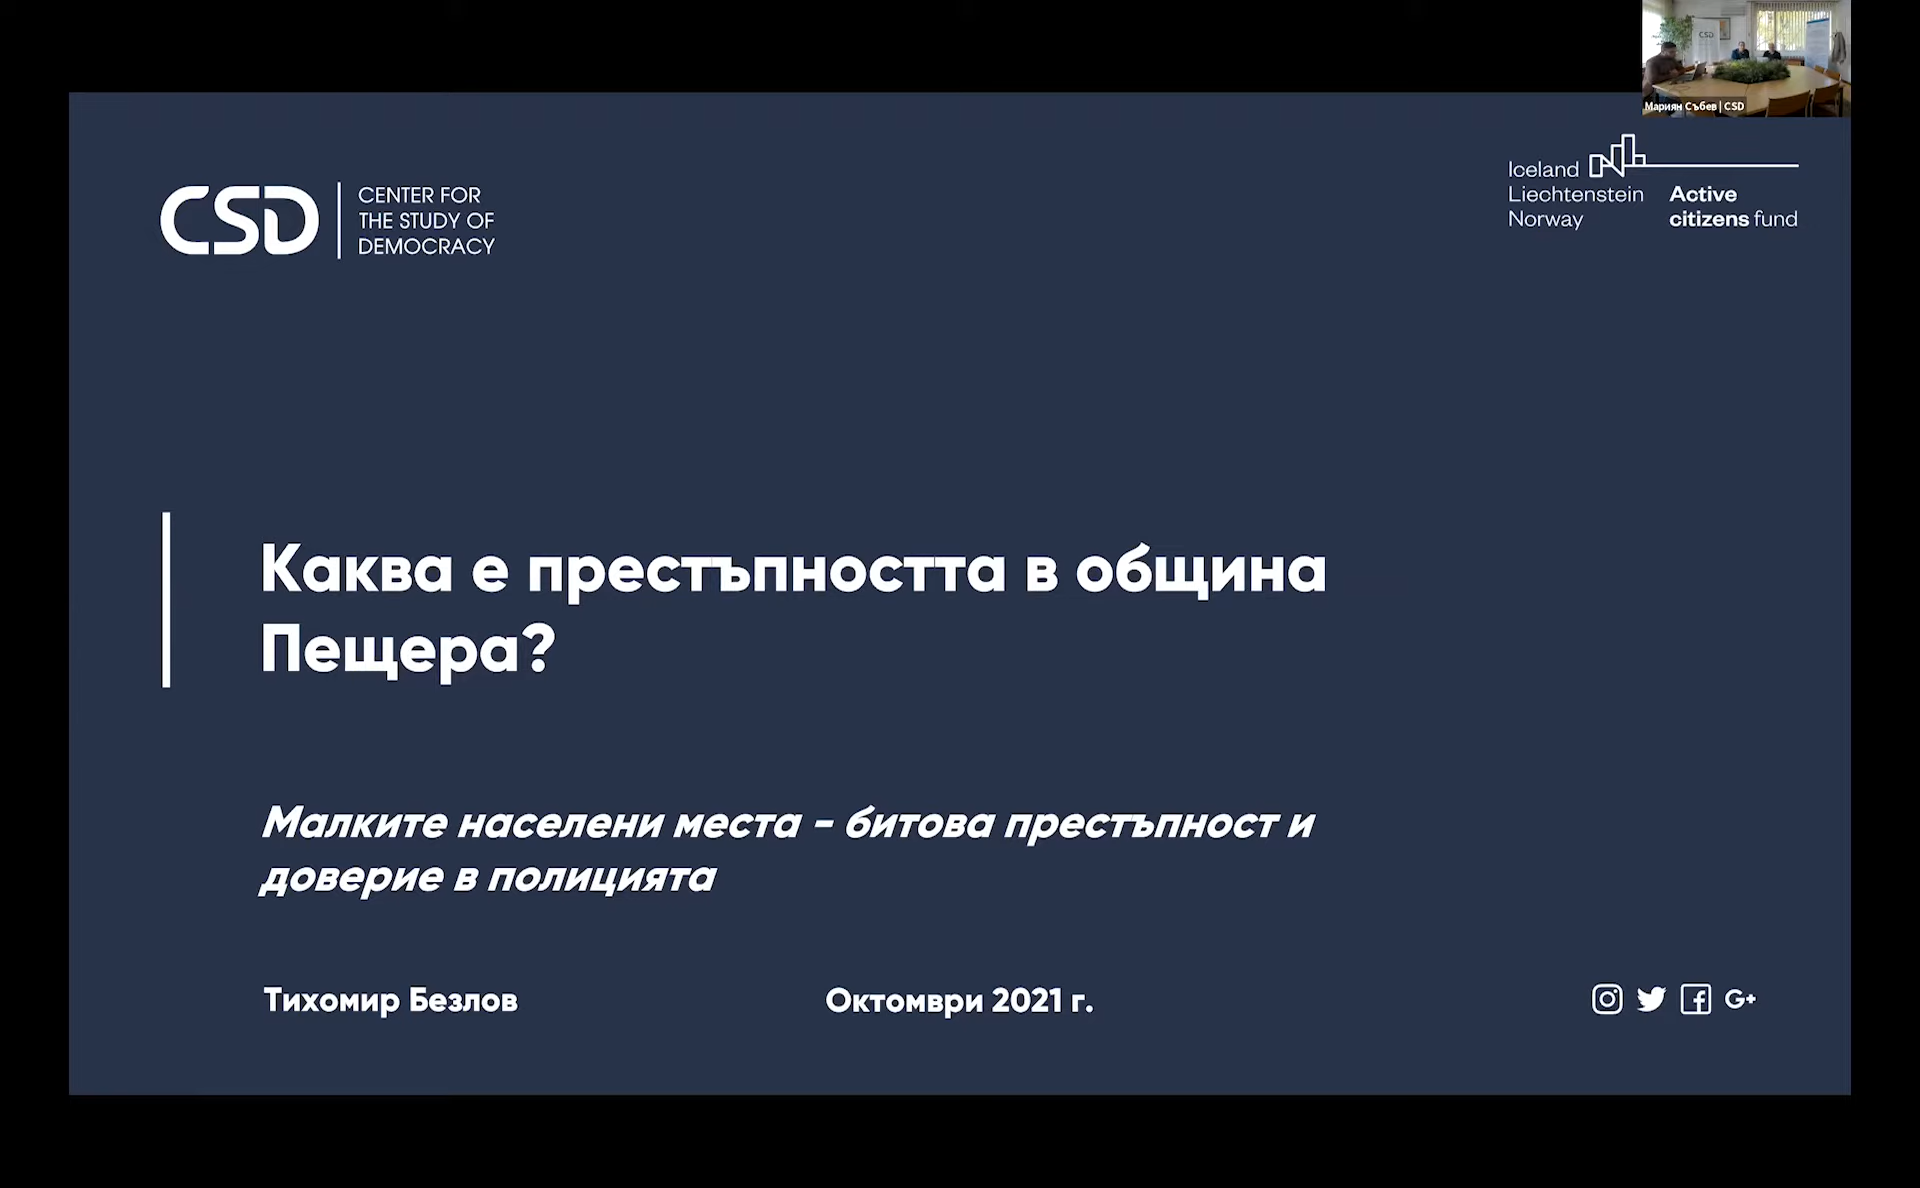 CSD
Мариян Събев | CSD
CSD
CENTER FOR
THE STUDY OF
DEMOCRACY
Iceland
Liechtenstein
Norway
Active
citizens fund
Каква е престъпността в община
Пещера?
Малките населени места - битова престъпност и
доверие в полицията
Тихомир Безлов
Октомври 2021 г.
G+